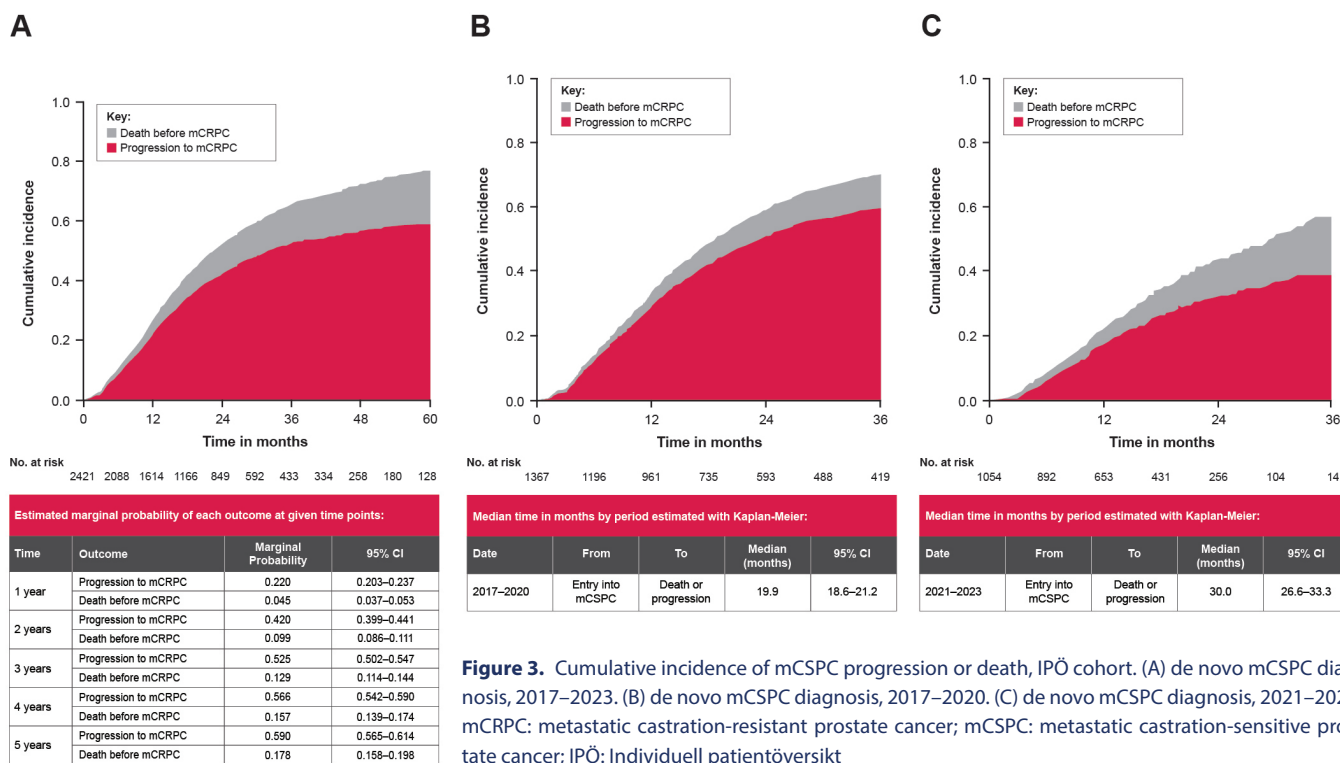 A
B
C
1.0
0.8
0.6
0.4
0.2
0.0
Cumulative incidence
Key:
Death before mCRPC
Progression to mCRPC
0 12 24 36 48 60
Time in months
No. at risk
2421 2088 1614 1166 849 592 433 334 258 180 128
Estimated marginal probability of each outcome at given time points:
Time Outcome Marginal Probability 95% CI
1 year Progression to mCRPC 0.220 0.203–0.237
Death before mCRPC 0.045 0.037–0.053
2 years Progression to mCRPC 0.420 0.399–0.441
Death before mCRPC 0.099 0.086–0.111
3 years Progression to mCRPC 0.525 0.502–0.547
Death before mCRPC 0.129 0.114–0.144
4 years Progression to mCRPC 0.566 0.542–0.590
Death before mCRPC 0.157 0.139–0.174
5 years Progression to mCRPC 0.590 0.565–0.614
Death before mCRPC 0.178 0.158–0.198
1.0
0.8
0.6
0.4
0.2
0.0
Cumulative incidence
Key:
Death before mCRPC
Progression to mCRPC
0 12 24 36
Time in months
No. at risk
1367 1196 961 735 593 488 419
Median time in months by period estimated with Kaplan-Meier:
Date From To Median (months) 95% CI
2017–2020 Entry into mCSPC Death or progression 19.9 18.6–21.2
1.0
0.8
0.6
0.4
0.2
0.0
Cumulative incidence
Key:
Death before mCRPC
Progression to mCRPC
0 12 24 36
Time in months
No. at risk
1054 892 653 431 256 104 14
Median time in months by period estimated with Kaplan-Meier:
Date From To Median (months) 95% CI
2021–2023 Entry into mCSPC Death or progression 30.0 26.6–33.3
Figure 3. Cumulative incidence of mCSPC progression or death, IPÖ cohort. (A) de novo mCSPC dia
nosis, 2017–2023. (B) de novo mCSPC diagnosis, 2017–2020. (C) de novo mCSPC diagnosis, 2021–20
mCRPC: metastatic castration-resistant prostate cancer; mCSPC: metastatic castration-sensitive pro
tate cancer; IPÖ: Individuell patientöversikt